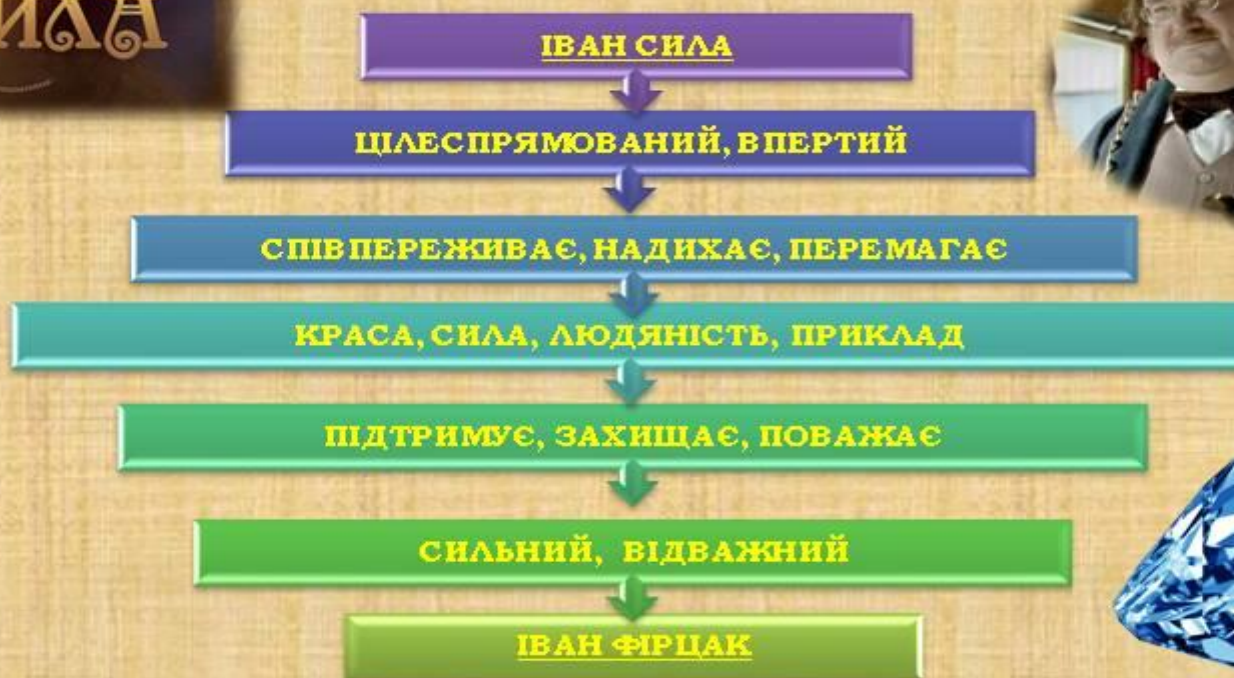 ІВАН СИЛА
ЦІЛЕСПРЯМОВАНИЙ, ВПЕРТИЙ
СПІВПЕРЕЖИВАЄ, НАДИХАЄ, ПЕРЕМАГАЄ
КРАСА, СИЛА, ЛЮДЯНІСТЬ, ПРИКЛАД
ПІДТРИМУЄ, ЗАХИЩАЄ, ПОВАЖАЄ
СИЛЬНИЙ, ВІДВАЖНИЙ
ІВАН ФІРЦАК